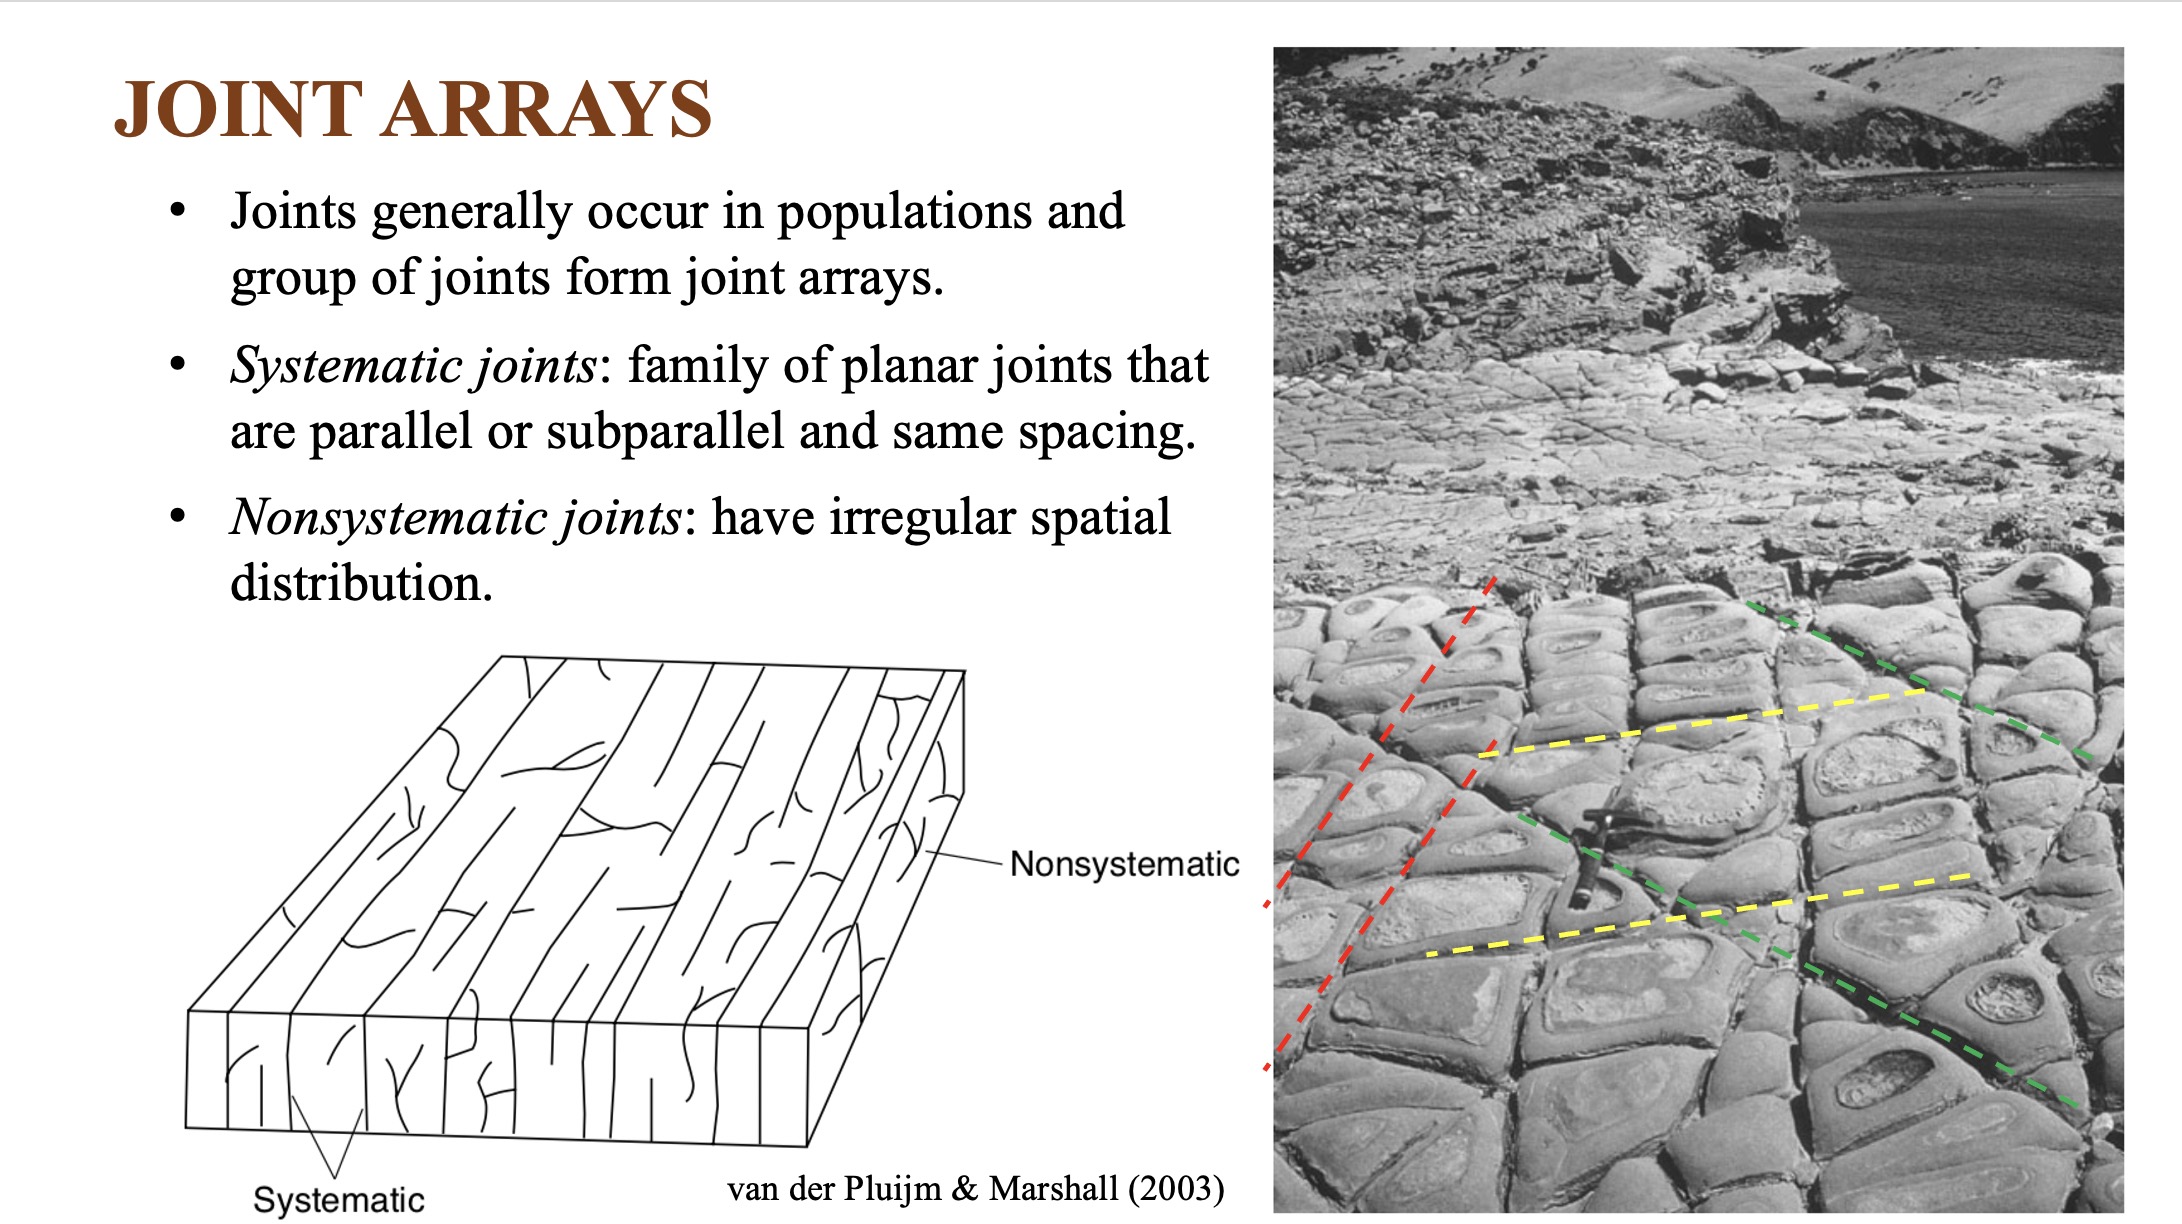 JOINT ARRAYS
• Joints generally occur in populations and
group of joints form joint arrays.
• Systematic joints: family of planar joints that
are parallel or subparallel and same spacing.
• Nonsystematic joints: have irregular spatial
distribution.
Nonsystematic
Systematic
van der Pluijm & Marshall (2003)